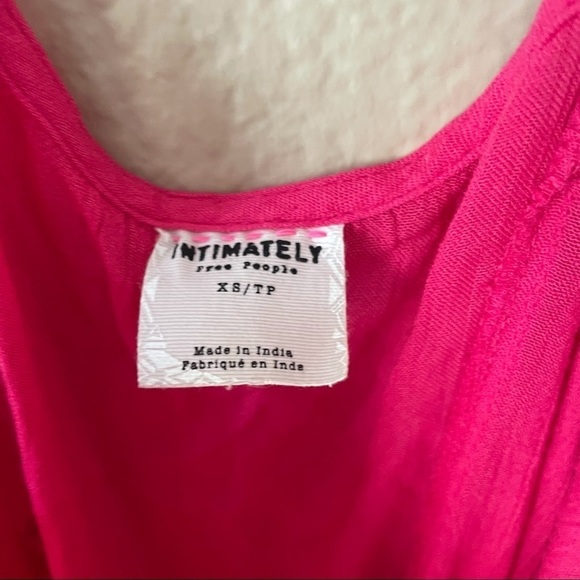 INTIMATELY
Free People
XS/TP
Made in India
Fabriqué en Inde